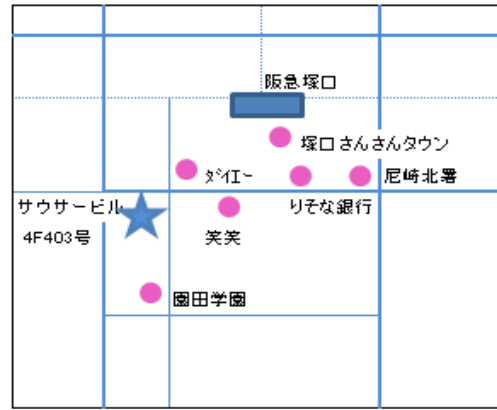 阪急塚口
塚口さんさんタウン
ダイエー
尼崎北署
サウサービル
りそな銀行
4F403号
笑笑
園田学園